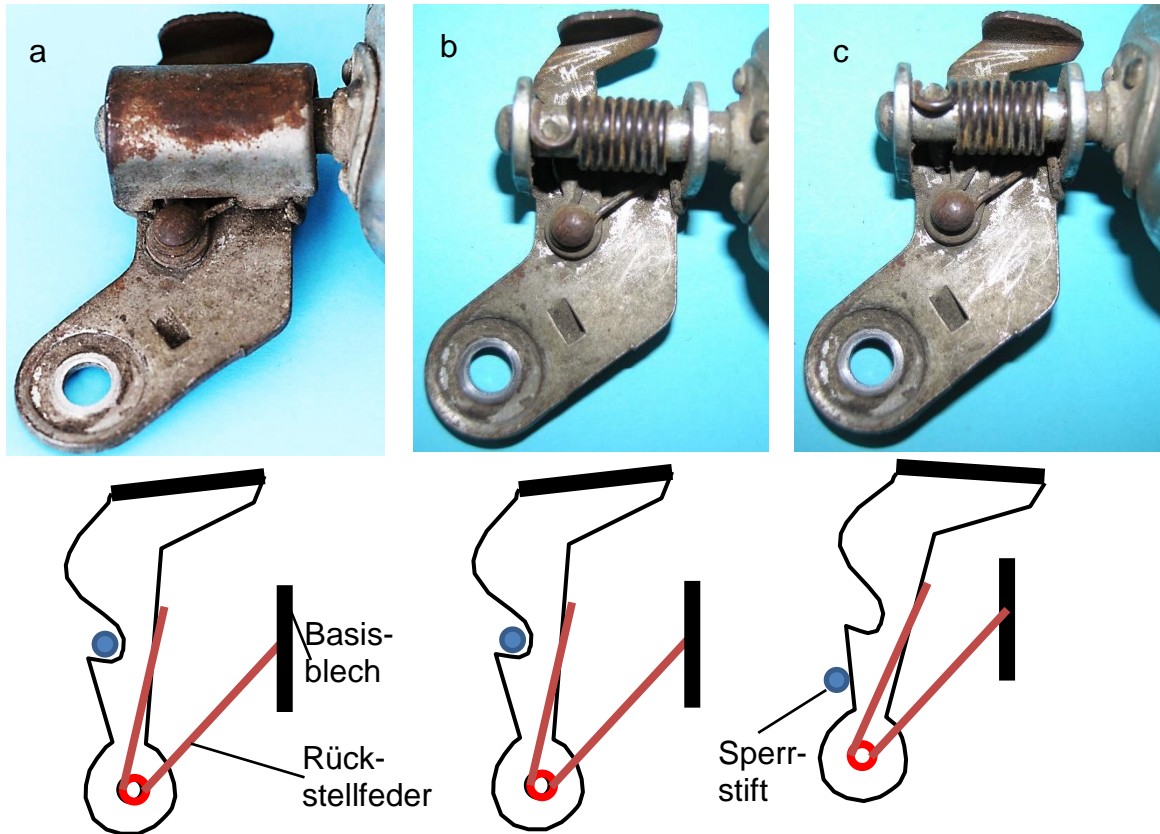 a
b
c
Basis-
blech
Rück-
stellfeder
Sperr-
stift